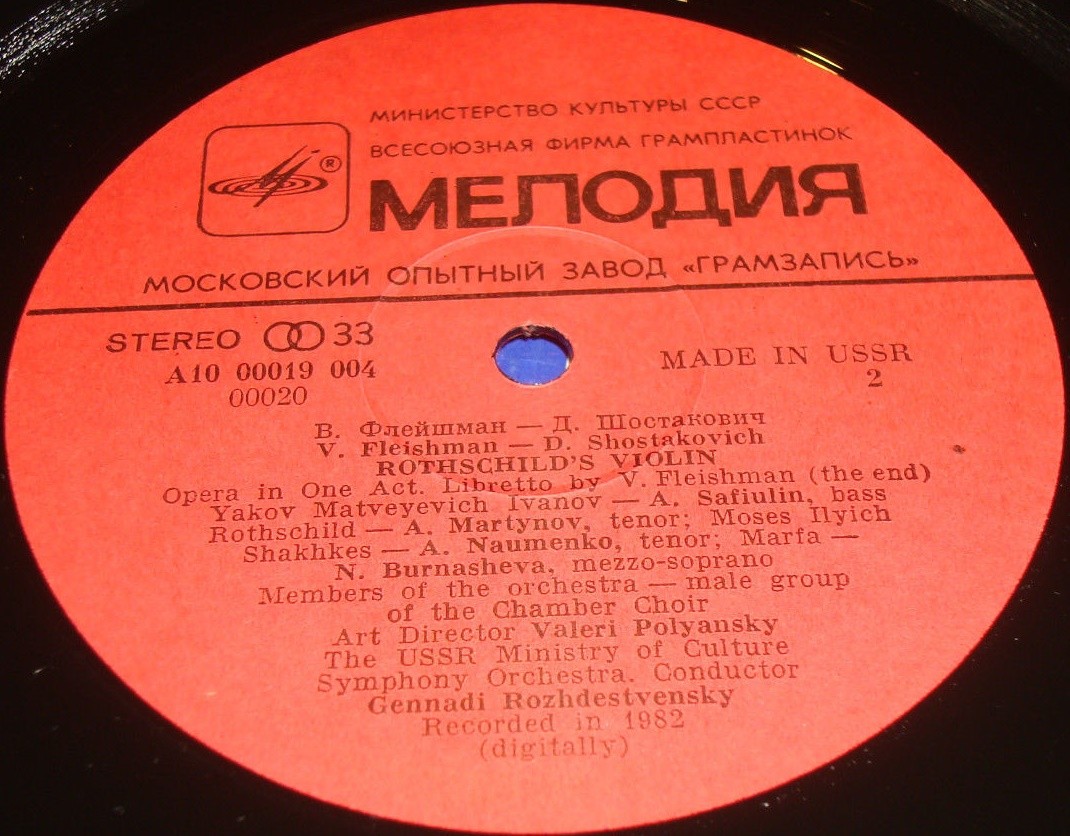 МИНИСТЕРСТВО КУЛЬТУРЫ СССР
ВСЕСОЮЗНАЯ ФИРМА ГРАМПЛАСТИНОК
®
МЕЛОДИЯ
МОСКОВСКИЙ ОПЫТНЫЙ ЗАВОД «ГРАМЗАПИСЬ»
STEREO 33
MADE IN USSR
A10 00019 004
2
00020
В. Флейшман — Д. Шостакович
V. Fleishman — D. Shostakovich
ROTHSCHILD'S VIOLIN
Opera in One Act. Libretto by V. Fleishman (the end)
Yakov Matveyevich Ivanov — A. Safiulin, bass
Rothschild — A. Martynov, tenor; Moses Ilyich
Shakhkes — A. Naumenko, tenor; Marfa —
N. Burnasheva, mezzo-soprano
Members of the orchestra — male group
of the Chamber Choir
Art Director Valeri Polyansky
The USSR Ministry of Culture
Symphony Orchestra. Conductor
Gennadi Rozhdestvensky
Recorded in 1982
(digitally)